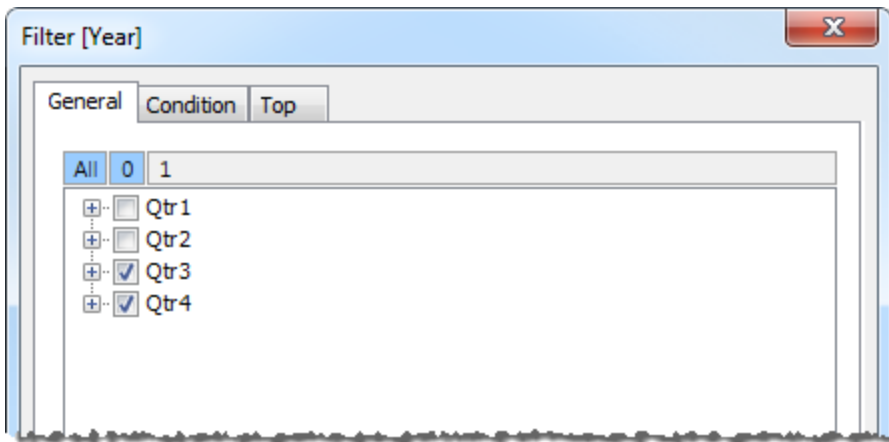 Filter [Year]
General Condition Top
All 0 1
Qtr1
Qtr2
Qtr3
Qtr4